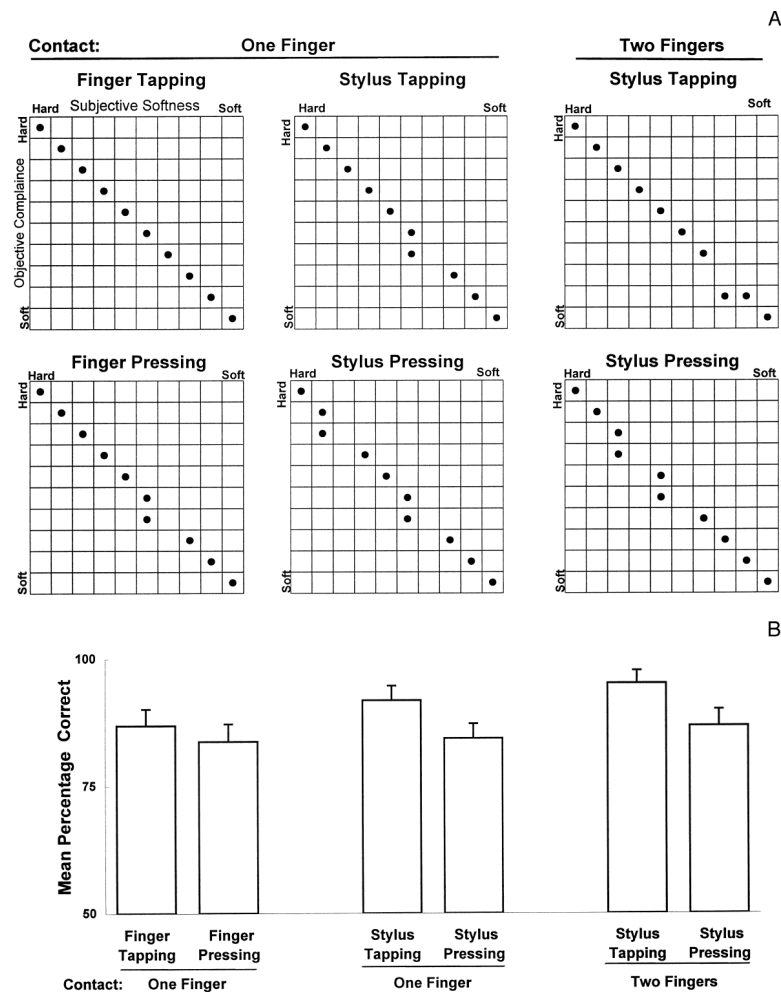 A
Contact: One Finger Two Fingers
Finger Tapping Stylus Tapping Stylus Tapping
Hard Subjective Softness Soft Hard Soft Hard Soft
Hard
Objective Complaince
Soft
Hard
Soft
Hard
Soft
Finger Pressing Stylus Pressing Stylus Pressing
Hard Soft Hard Soft Hard Soft
Hard
Soft
Hard
Soft
Hard
Soft
B
Mean Percentage Correct
100
75
50
Finger Finger Stylus Stylus Stylus Stylus
Tapping Pressing Tapping Pressing Tapping Pressing
Contact: One Finger One Finger Two Fingers